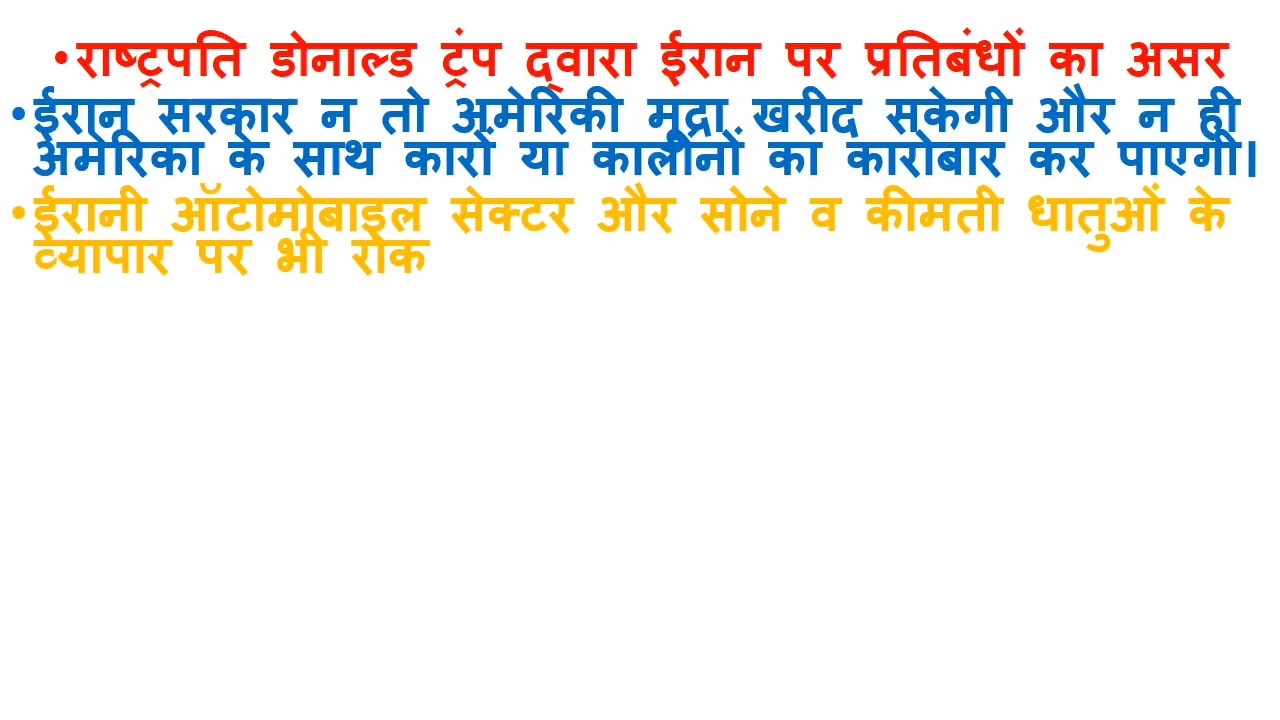 •राष्ट्रपति डोनाल्ड ट्रंप द्वारा ईरान पर प्रतिबंधों का असर
•ईरान सरकार न तो अमेरिकी मुद्रा खरीद सकेगी और न ही
अमेरिका के साथ कारों या कालीनों का कारोबार कर पाएगी।
•ईरानी ऑटोमोबाइल सेक्टर और सोने व कीमती धातुओं के
व्यापार पर भी रोक